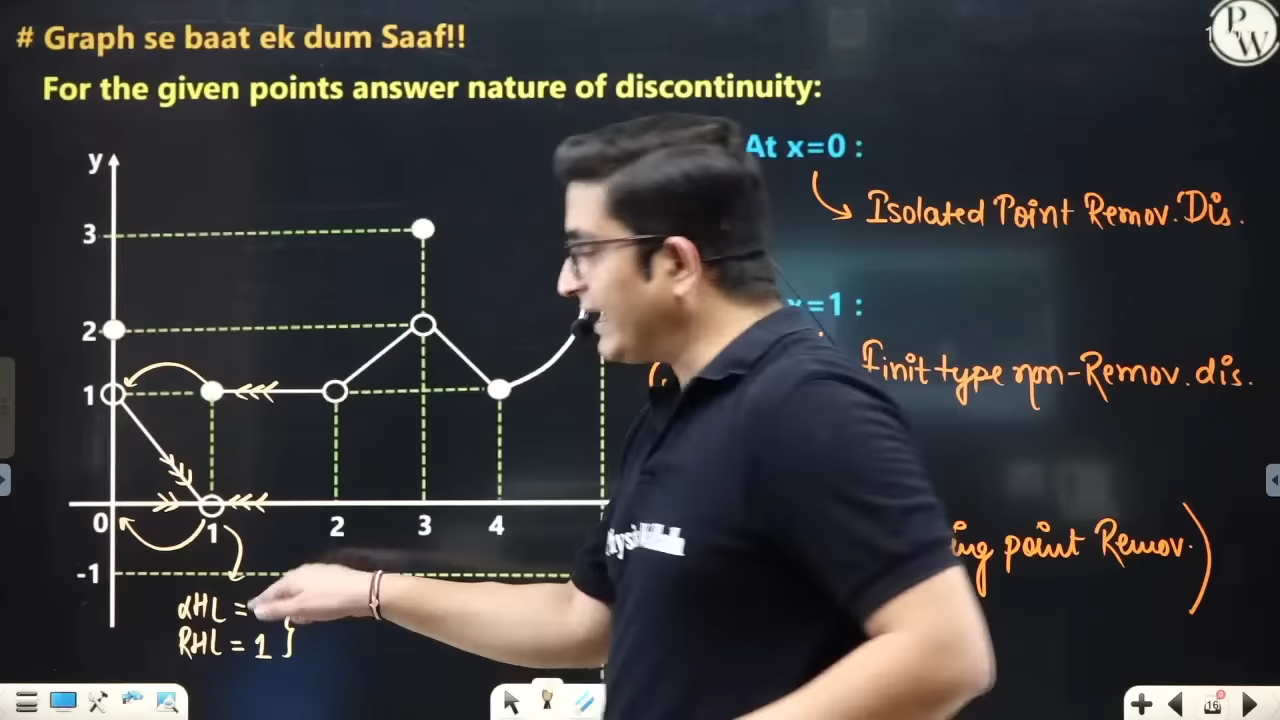 # Graph se baat ek dum Saaf!!
For the given points answer nature of discontinuity:
PW
y
At x=0 :
Isolated Point Remov. Dis.
3
x=1 :
2
Finit type non-Remov. dis.
1
0 1 2 3 4
point Remov.
-1
LHL =
RHL = 1
16